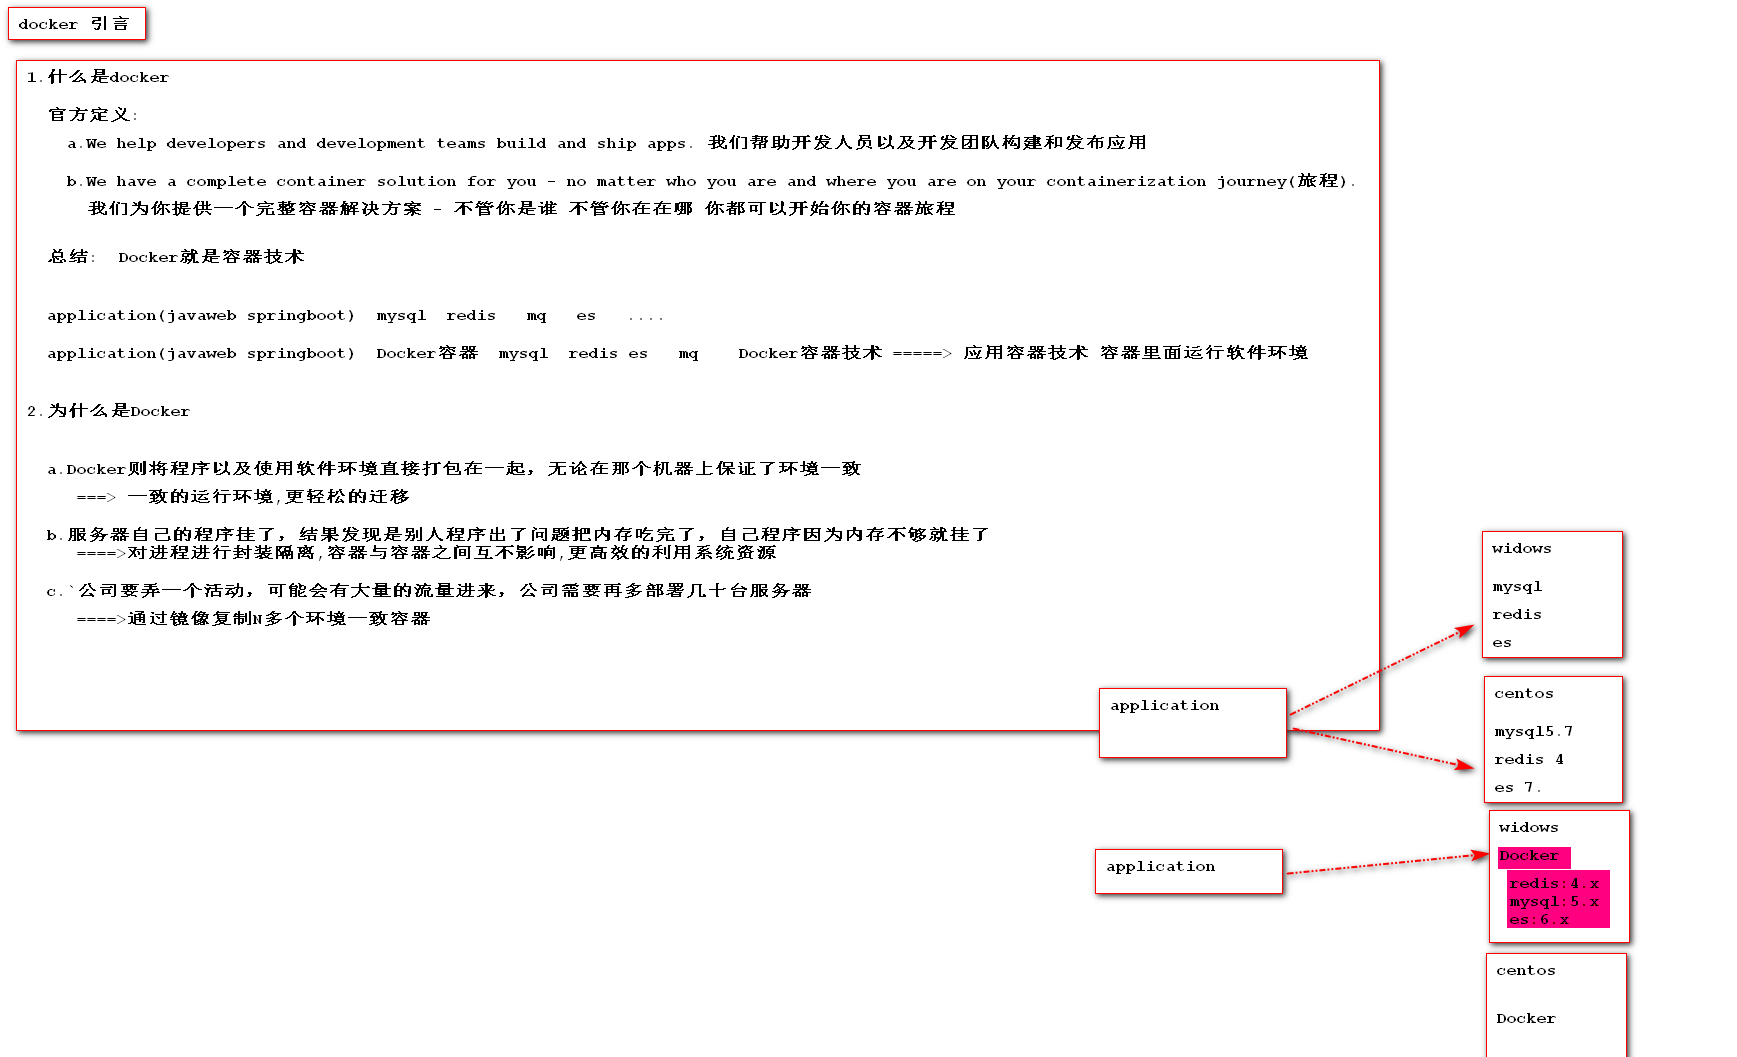 docker 引言
1.什么是docker
官方定义:
a.We help developers and development teams build and ship apps. 我们帮助开发人员以及开发团队构建和发布应用
b.We have a complete container solution for you - no matter who you are and where you are on your containerization journey(旅程).
我们为你提供一个完整容器解决方案 - 不管你是谁 不管你在在哪 你都可以开始你的容器旅程
总结: Docker就是容器技术
application(javaweb springboot) mysql redis mq es ....
application(javaweb springboot) Docker容器 mysql redis es mq Docker容器技术 =====> 应用容器技术 容器里面运行软件环境
2.为什么是Docker
a.Docker则将程序以及使用软件环境直接打包在一起，无论在那个机器上保证了环境一致
===> 一致的运行环境,更轻松的迁移
b.服务器自己的程序挂了，结果发现是别人程序出了问题把内存吃完了，自己程序因为内存不够就挂了
====>对进程进行封装隔离,容器与容器之间互不影响,更高效的利用系统资源
c.`公司要弄一个活动，可能会有大量的流量进来，公司需要再多部署几十台服务器
====>通过镜像复制N多个环境一致容器
application
widows
mysql
redis
es
centos
mysql5.7
redis 4
es 7.
application
widows
Docker
redis:4.x
mysql:5.x
es:6.x
centos
Docker